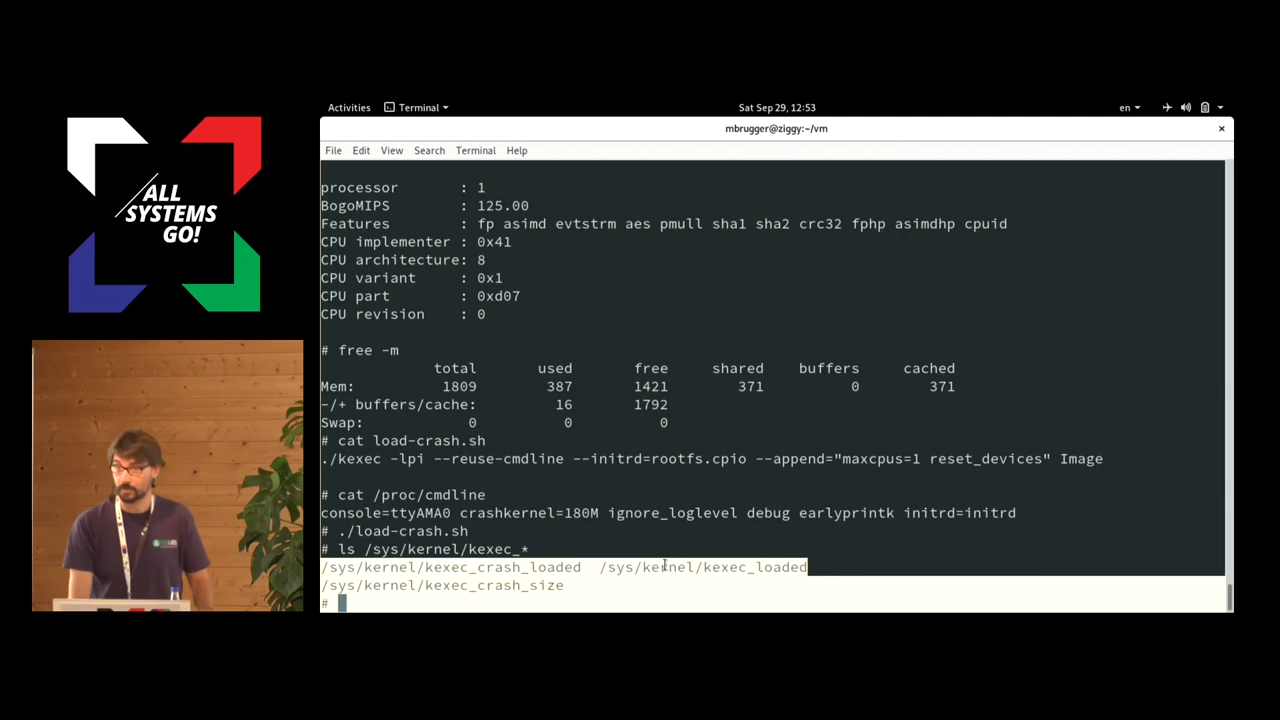 ALL
SYSTEMS
GO!
Activities Terminal Sat Sep 29, 12:53 en
mbrugger@ziggy:~/vm
File Edit View Search Terminal Help
processor : 1
BogoMIPS : 125.00
Features : fp asimd evtstrm aes pmull sha1 sha2 crc32 fphp asimdhp cpuid
CPU implementer : 0x41
CPU architecture: 8
CPU variant : 0x1
CPU part : 0xd07
CPU revision : 0
# free -m
total used free shared buffers cached
Mem: 1809 387 1421 371 0 371
-/+ buffers/cache: 16 1792
Swap: 0 0 0
# cat load-crash.sh
./kexec -lpi --reuse-cmdline --initrd=rootfs.cpio --append="maxcpus=1 reset_devices" Image
# cat /proc/cmdline
console=ttyAMA0 crashkernel=180M ignore_loglevel debug earlyprintk initrd=initrd
# ./load-crash.sh
# ls /sys/kernel/kexec_*
/sys/kernel/kexec_crash_loaded /sys/kernel/kexec_loaded
/sys/kernel/kexec_crash_size
#